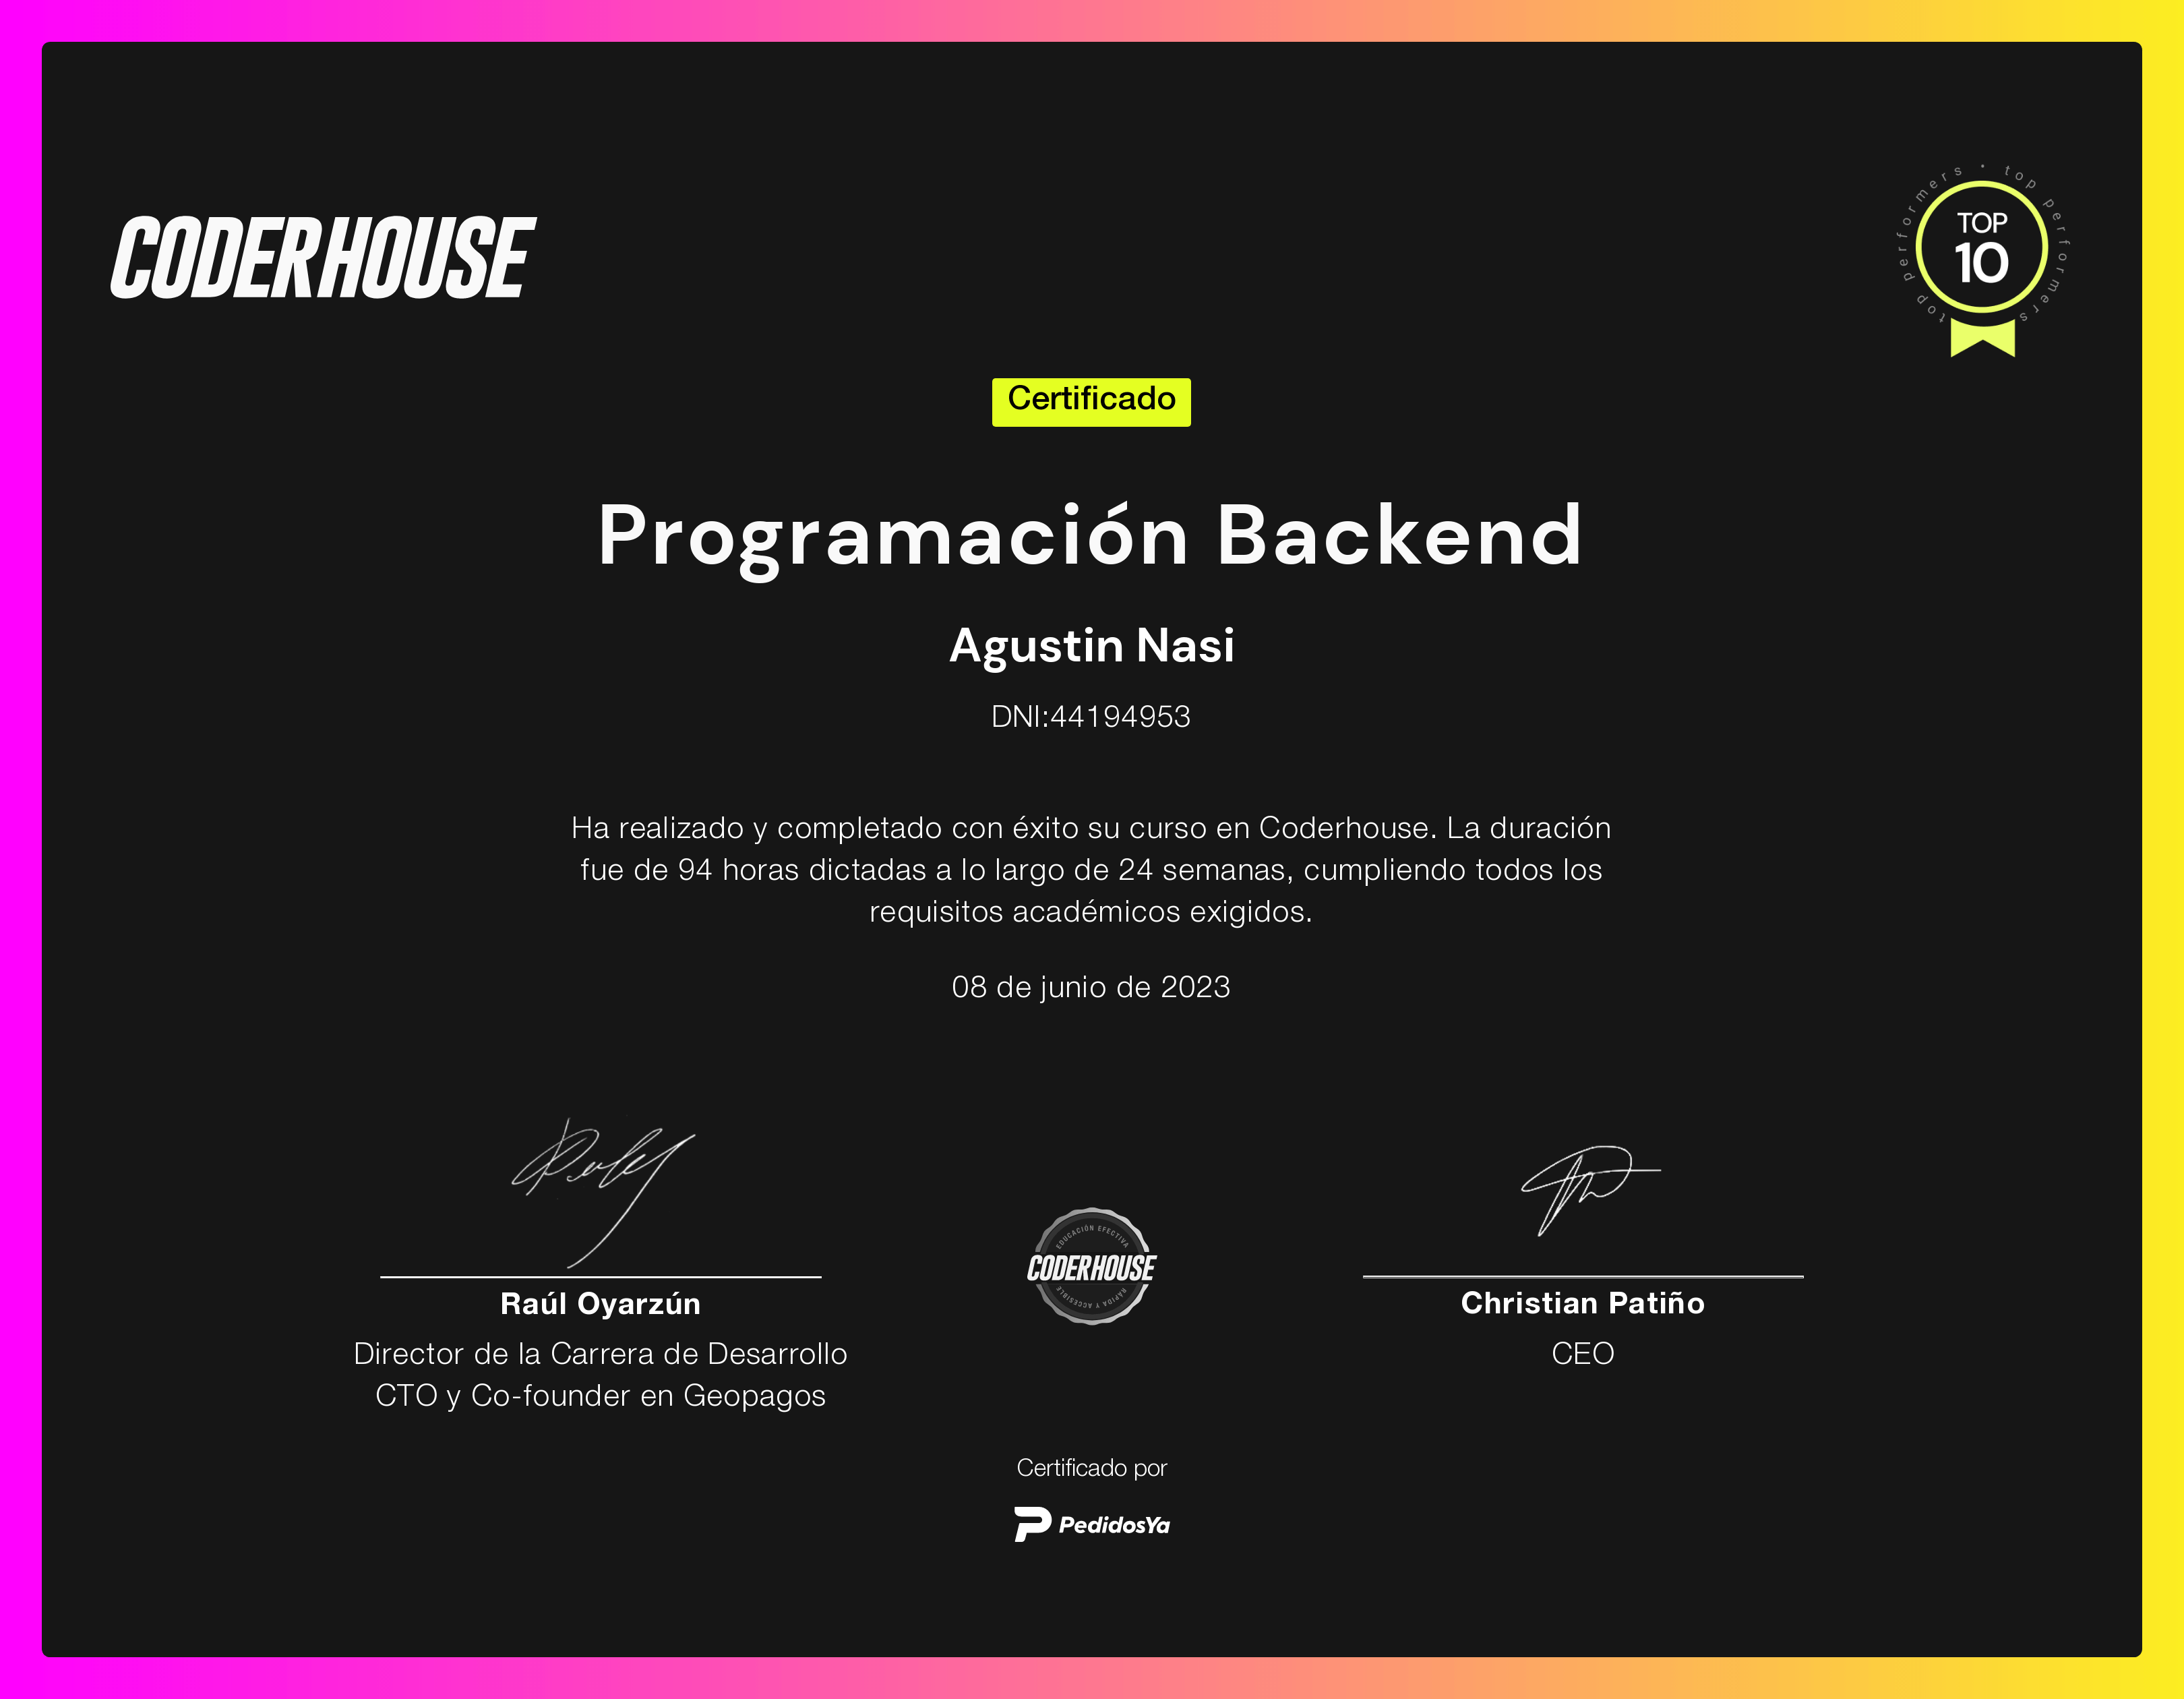 CODERHOUSE
top performers • top performers
TOP
10
Certificado
Programación Backend
Agustin Nasi
DNI:44194953
Ha realizado y completado con éxito su curso en Coderhouse. La duración
fue de 94 horas dictadas a lo largo de 24 semanas, cumpliendo todos los
requisitos académicos exigidos.
08 de junio de 2023
Raúl Oyarzún
Director de la Carrera de Desarrollo
CTO y Co-founder en Geopagos
EDUCACIÓN EFECTIVA
CODERHOUSE
RAPIDA Y ACCESIBLE
Christian Patiño
CEO
Certificado por
PedidosYa